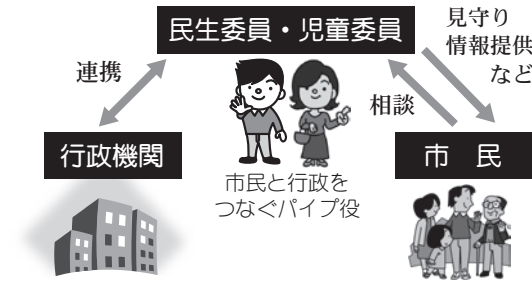 民生委員・児童委員
見守り
情報提供
など
連携
相談
行政機関
市民
市民と行政を
つなぐパイプ役